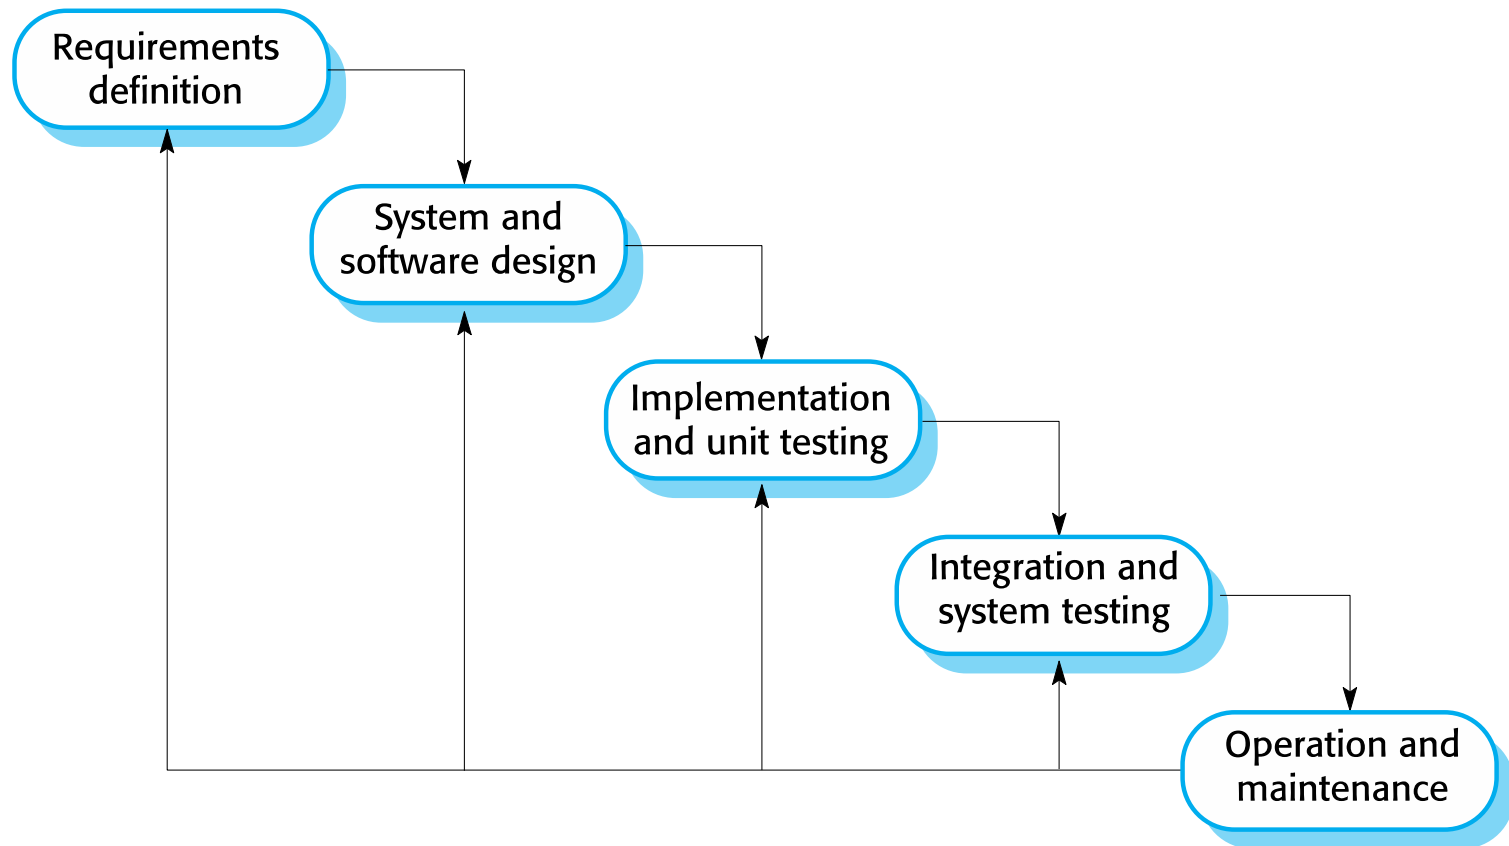 Requirements
definition
System and
software design
Implementation
and unit testing
Integration and
system testing
Operation and
maintenance